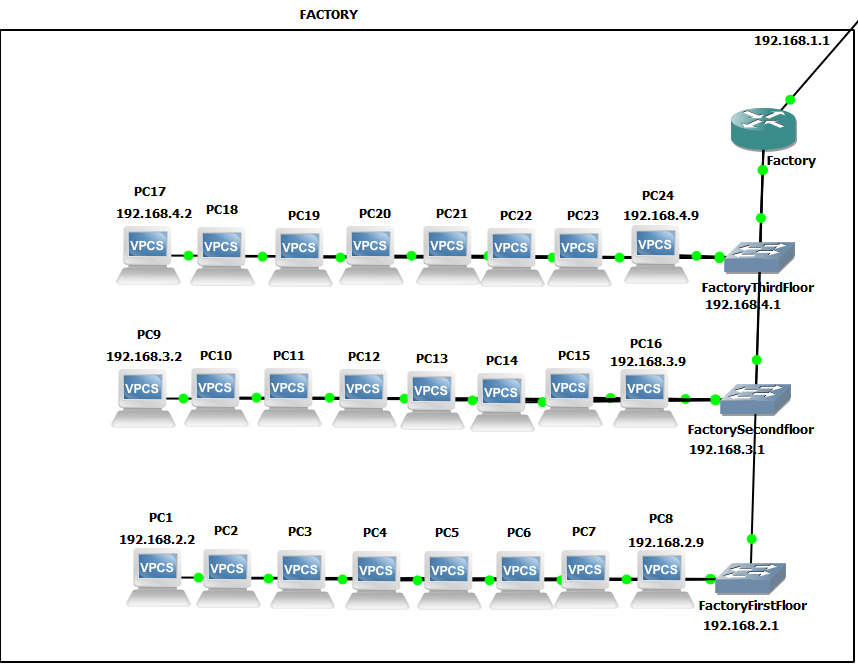 FACTORY
192.168.1.1
Factory
PC17
192.168.4.2
PC18
PC19
PC20
PC21
PC22
PC23
PC24
192.168.4.9
VPCS
VPCS
VPCS
VPCS
VPCS
VPCS
VPCS
VPCS
FactoryThirdFloor
192.168.4.1
PC9
192.168.3.2
PC10
PC11
PC12
PC13
PC14
PC15
PC16
192.168.3.9
VPCS
VPCS
VPCS
VPCS
VPCS
VPCS
VPCS
VPCS
FactorySecondfloor
192.168.3.1
PC1
192.168.2.2
PC2
PC3
PC4
PC5
PC6
PC7
PC8
192.168.2.9
VPCS
VPCS
VPCS
VPCS
VPCS
VPCS
VPCS
VPCS
FactoryFirstFloor
192.168.2.1